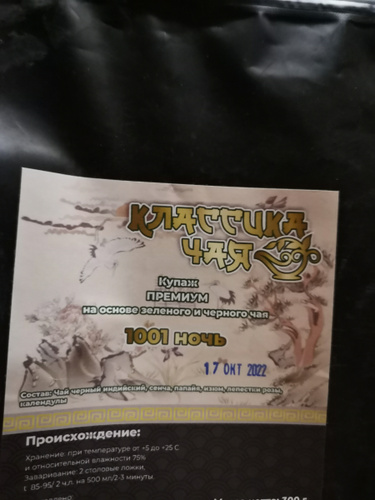 Классика
чая
Купаж
ПРЕМИУМ
на основе зеленого и черного чая
1001 ночь
17 ОКТ 2022
Состав: Чай черный индийский, сенча, папайя, изюм, лепестки розы,
календулы
Происхождение:
Хранение: при температуре от +5 до +25 С
и относительной влажности 75%
Заваривание: 2 столовые ложки,
t 85-95/ 2 ч.л. на 500 мл/2-3 минуты